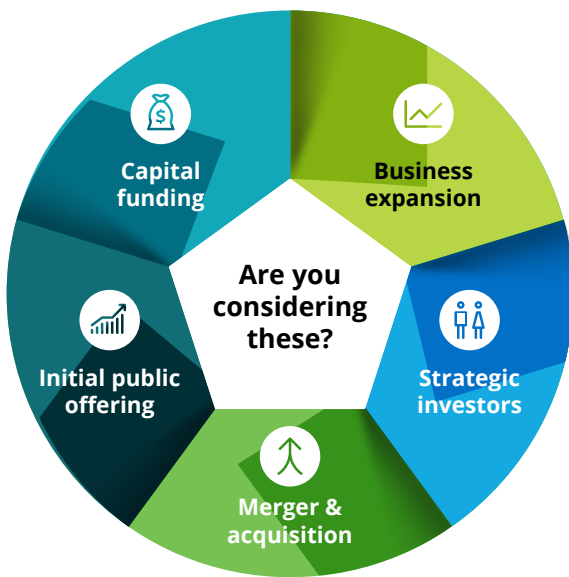 Capital
funding
Business
expansion
Are you
considering
these?
Initial public
offering
Strategic
investors
Merger &
acquisition
$